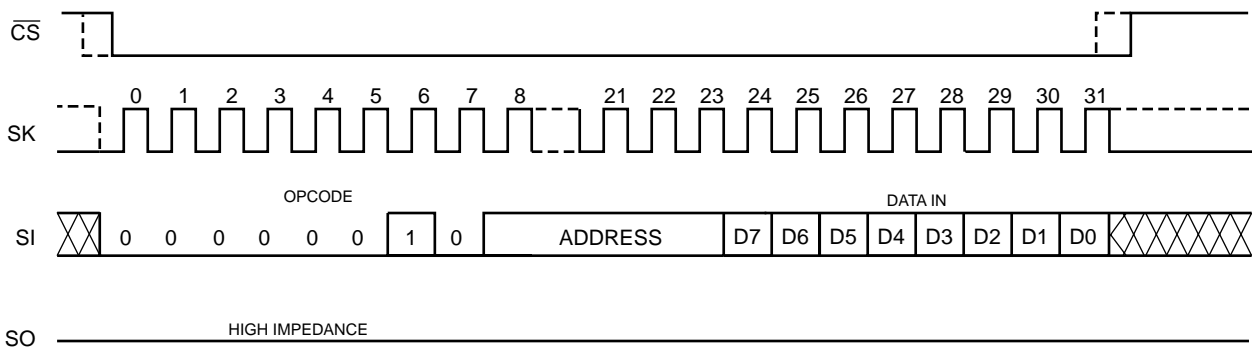 CS
0 1 2 3 4 5 6 7 8 21 22 23 24 25 26 27 28 29 30 31
SK
OPCODE DATA IN
SI 0 0 0 0 0 0 1 0 ADDRESS D7 D6 D5 D4 D3 D2 D1 D0
HIGH IMPEDANCE
SO